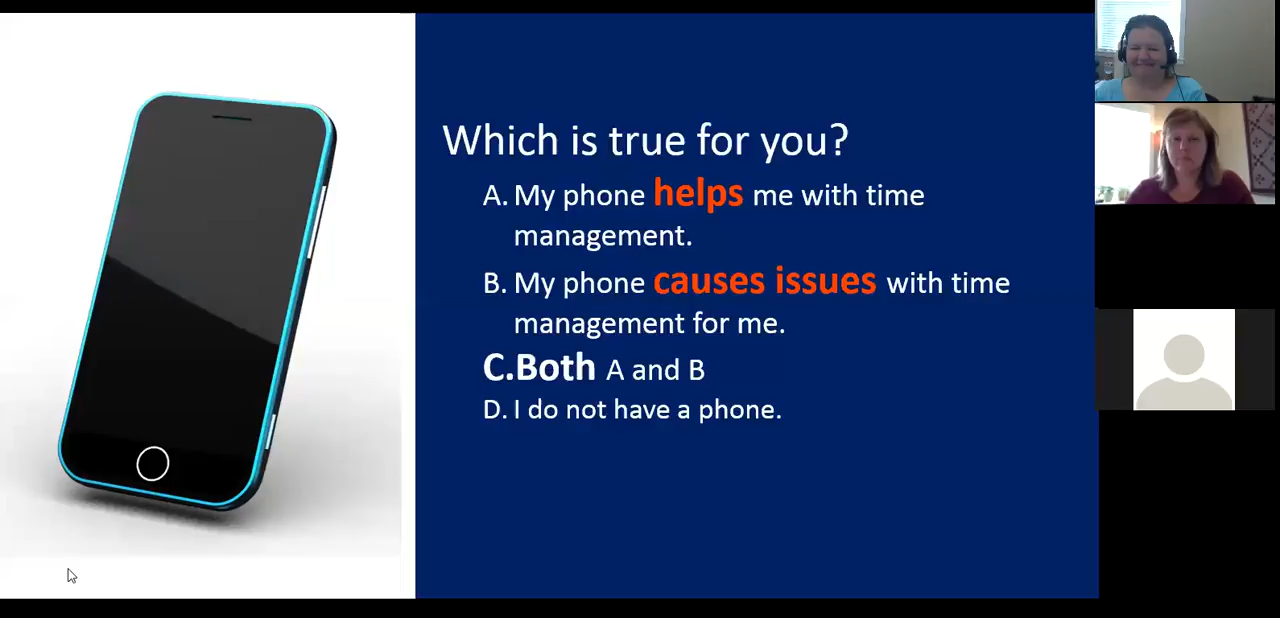 Which is true for you?
A. My phone helps me with time
management.
B. My phone causes issues with time
management for me.
C.Both A and B
D. I do not have a phone.